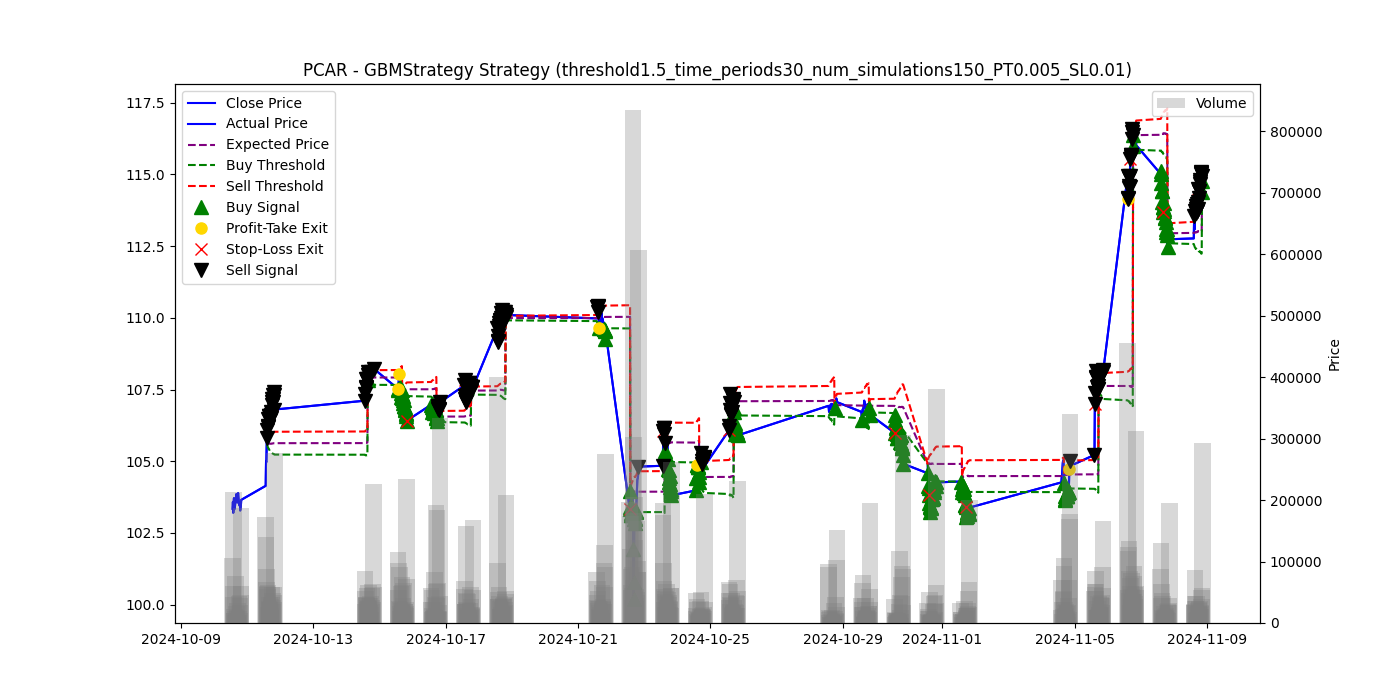 PCAR - GBMStrategy Strategy (threshold1.5_time_periods30_num_simulations150_PT0.005_SL0.01)
117.5
115.0
112.5
110.0
107.5
105.0
102.5
100.0
Close Price
Actual Price
Expected Price
Buy Threshold
Sell Threshold
Buy Signal
Profit-Take Exit
Stop-Loss Exit
Sell Signal
Volume
800000
700000
600000
500000
400000
300000
200000
100000
0
Price
2024-10-09
2024-10-13
2024-10-17
2024-10-21
2024-10-25
2024-10-29
2024-11-01
2024-11-05
2024-11-09